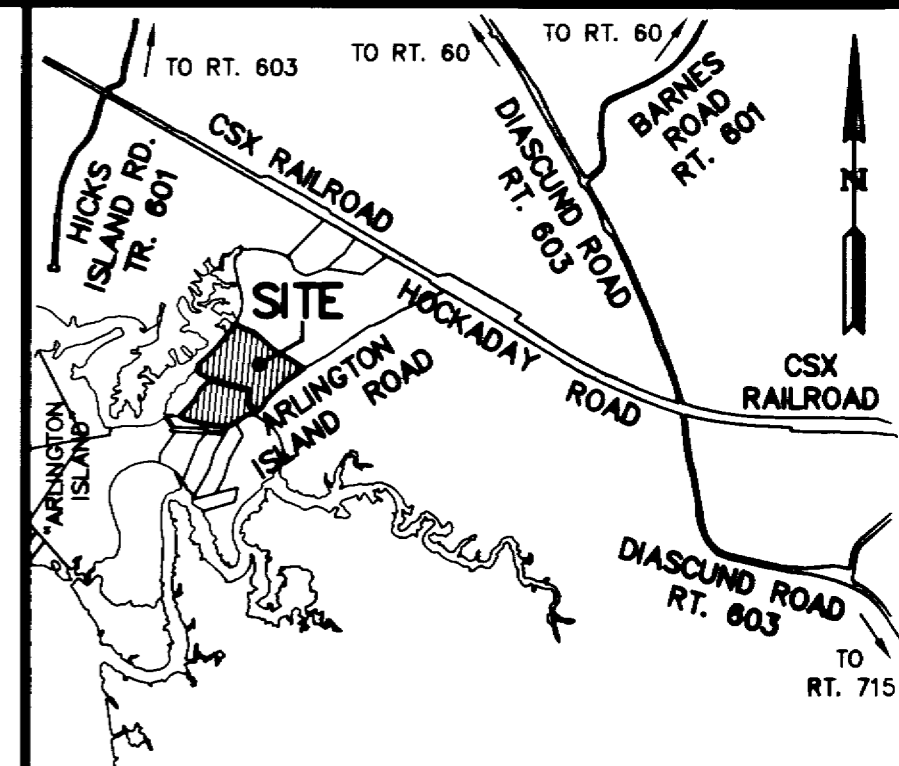 TO RT. 603
TO RT. 60
TO RT. 60
HICKS
ISLAND RD.
TR. 601
CSX RAILROAD
DIASCUND ROAD
RT. 603
BARNES
ROAD
RT. 601
N
SITE
HOCKADAY ROAD
ARLINGTON
ISLAND ROAD
CSX
RAILROAD
"ARLINGTON
ISLAND
DIASCUND ROAD
RT. 603
TO
RT. 715